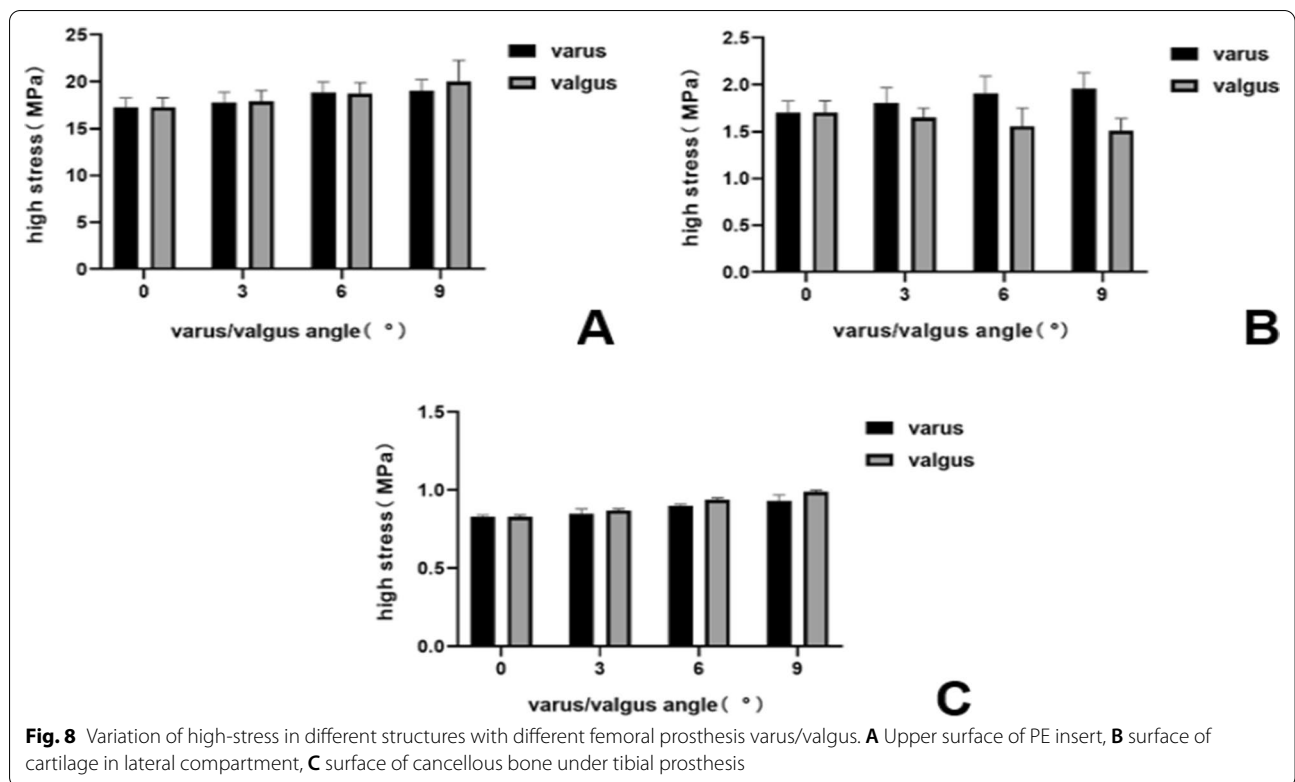 25
20
15
10
5
0
high stress( MPa)
0 3 6 9
varus/valgus angle( °)
varus
valgus
A
2.5
2.0
1.5
1.0
0.5
0.0
high stress( MPa)
0 3 6 9
varus/valgus angle( °)
varus
valgus
B
1.5
1.0
0.5
0.0
high stress( MPa)
0 3 6 9
varus/valgus angle( °)
varus
valgus
C
Fig. 8 Variation of high-stress in different structures with different femoral prosthesis varus/valgus. A Upper surface of PE insert, B surface of
cartilage in lateral compartment, C surface of cancellous bone under tibial prosthesis